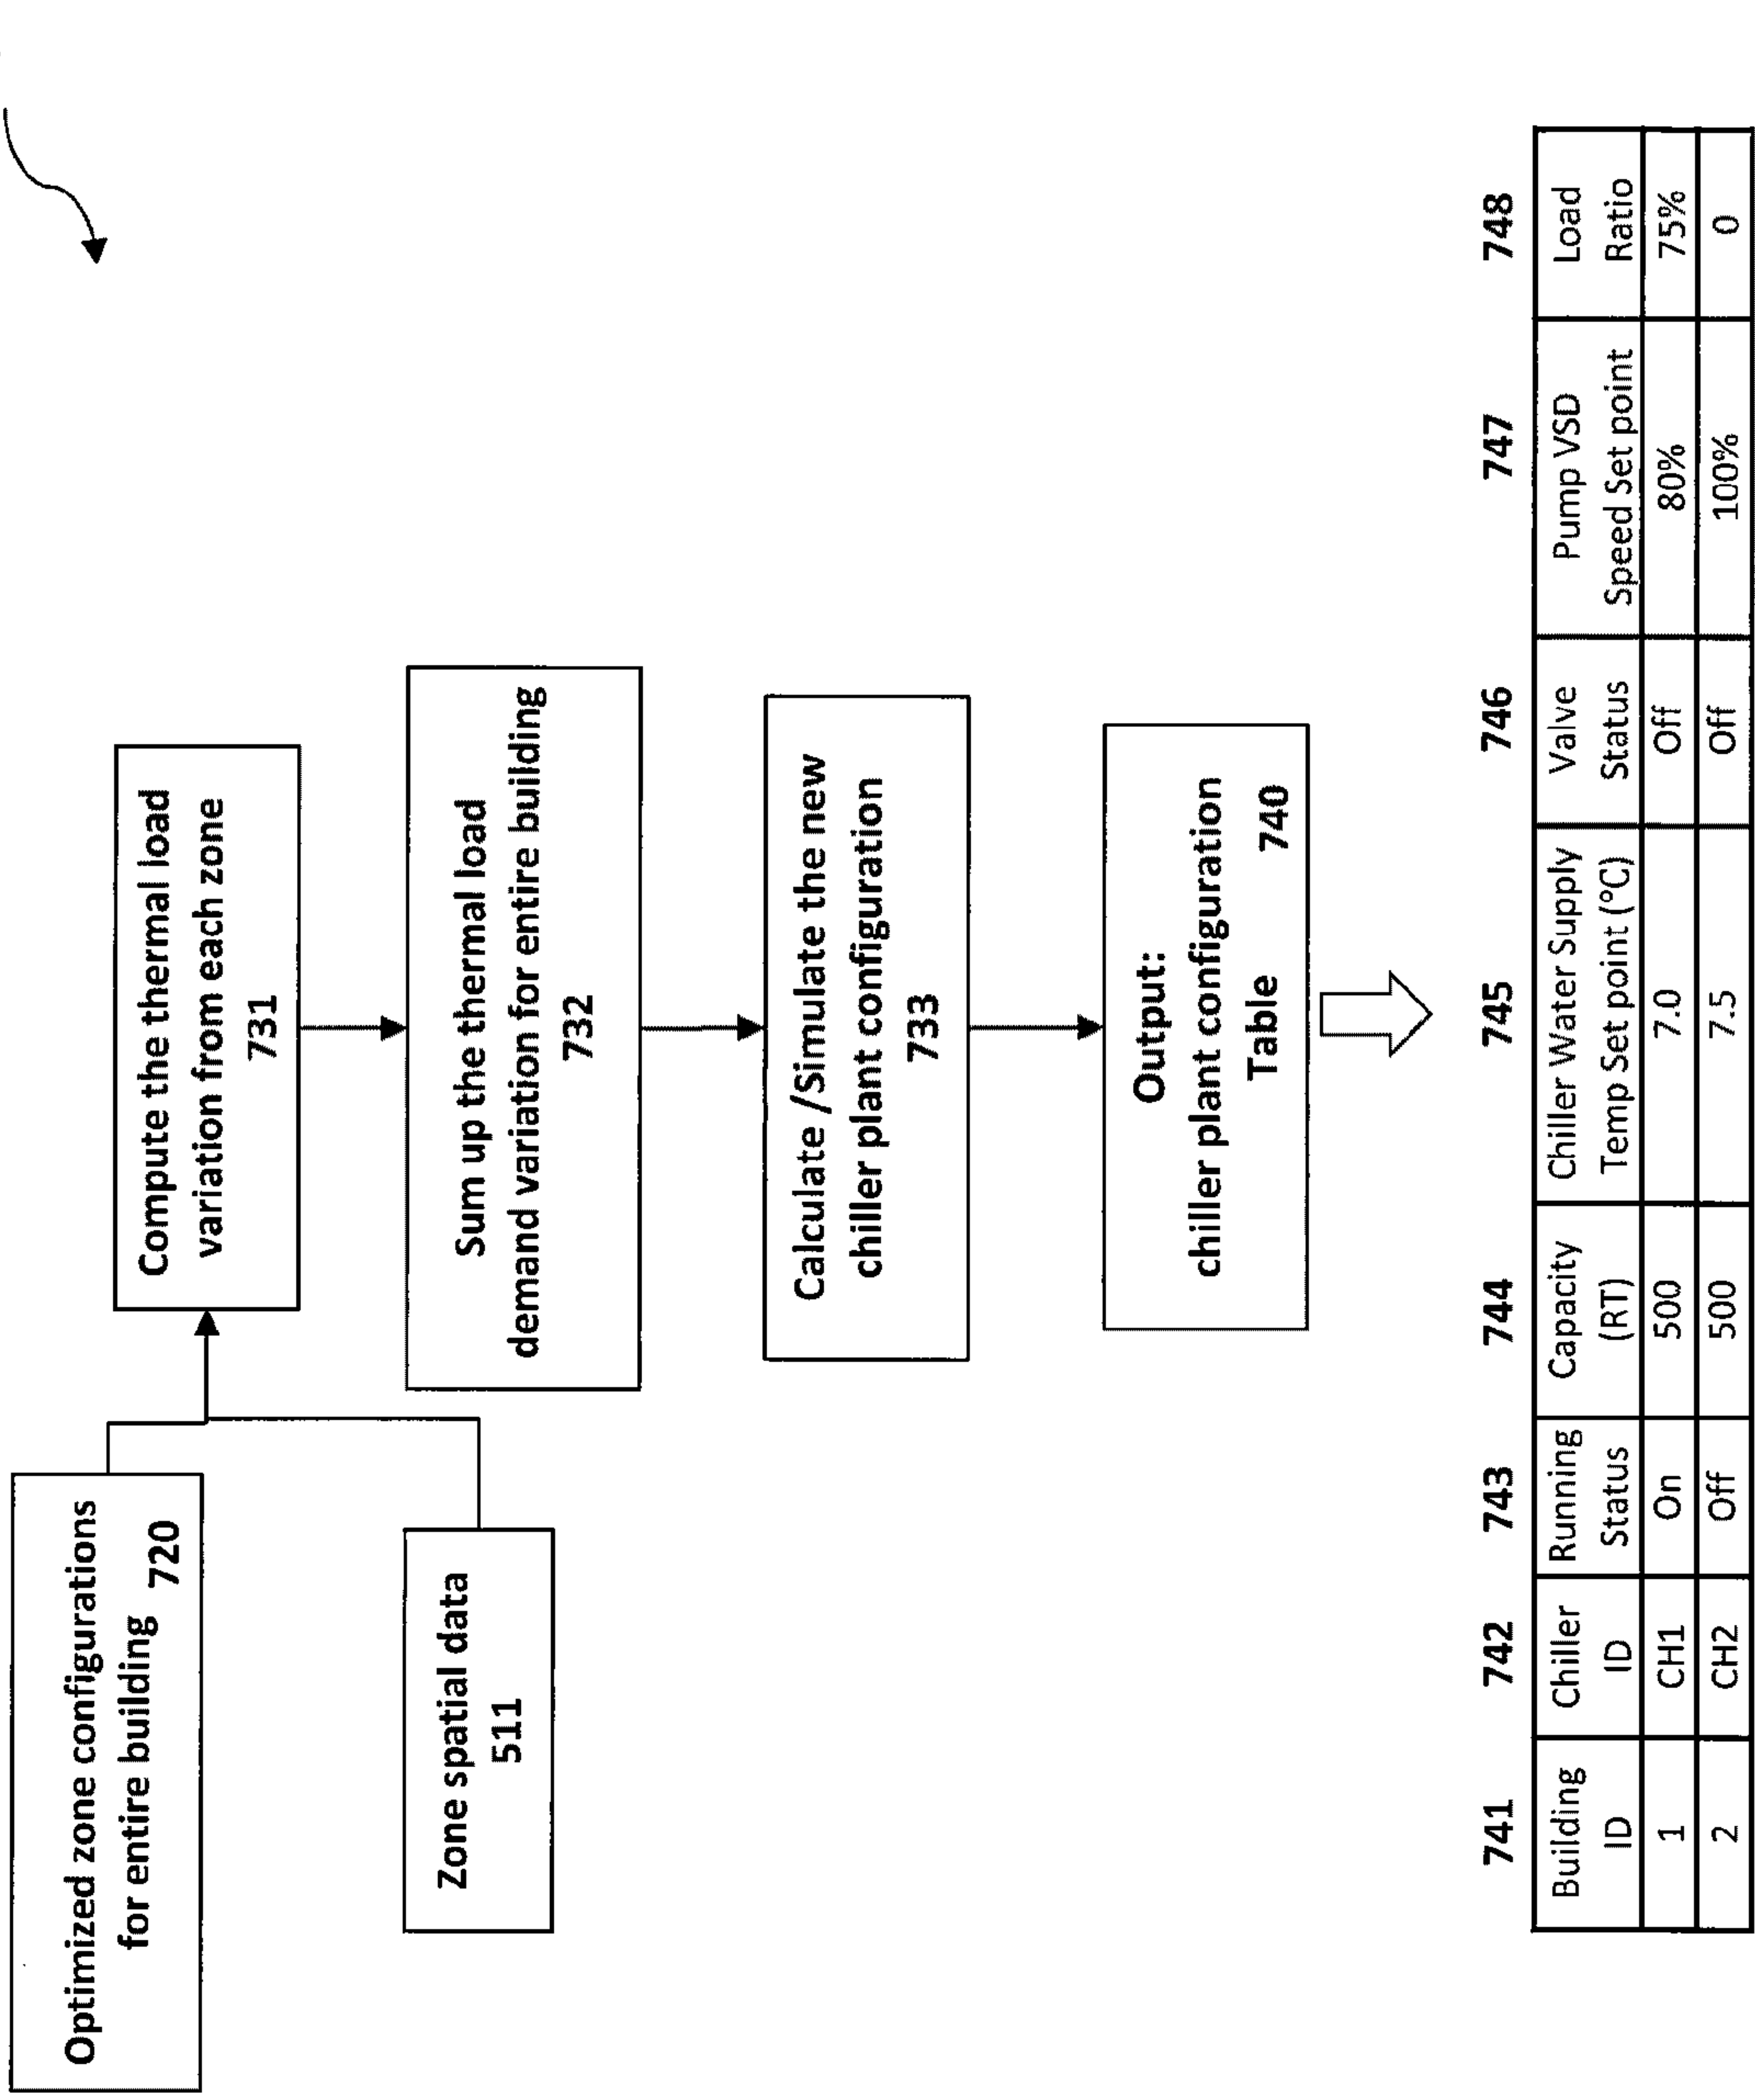 Optimized zone configurations
for entire building 720
Zone spatial data
511
Compute the thermal load
variation from each zone
731
Sum up the thermal load
demand variation for entire building
732
Calculate /Simulate the new
chiller plant configuration
733
Output:
chiller plant configuration
Table 740
741 742 743 744 745 746 747 748
Building Chiller Running Capacity Chiller Water Supply Valve Pump VSD Load
ID ID Status (RT) Temp Set point (°C) Status Speed Set point Ratio
1 CH1 On 500 7.0 Off 80% 75%
2 CH2 Off 500 7.5 Off 100% 0